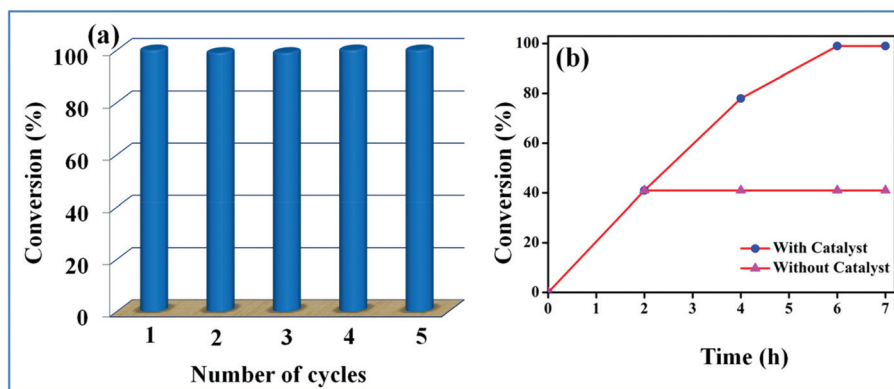 (a)
100
80
60
40
20
0
Conversion (%)
1 2 3 4 5
Number of cycles
(b)
100
80
60
40
20
0
Conversion (%)
With Catalyst
Without Catalyst
0 1 2 3 4 5 6 7
Time (h)